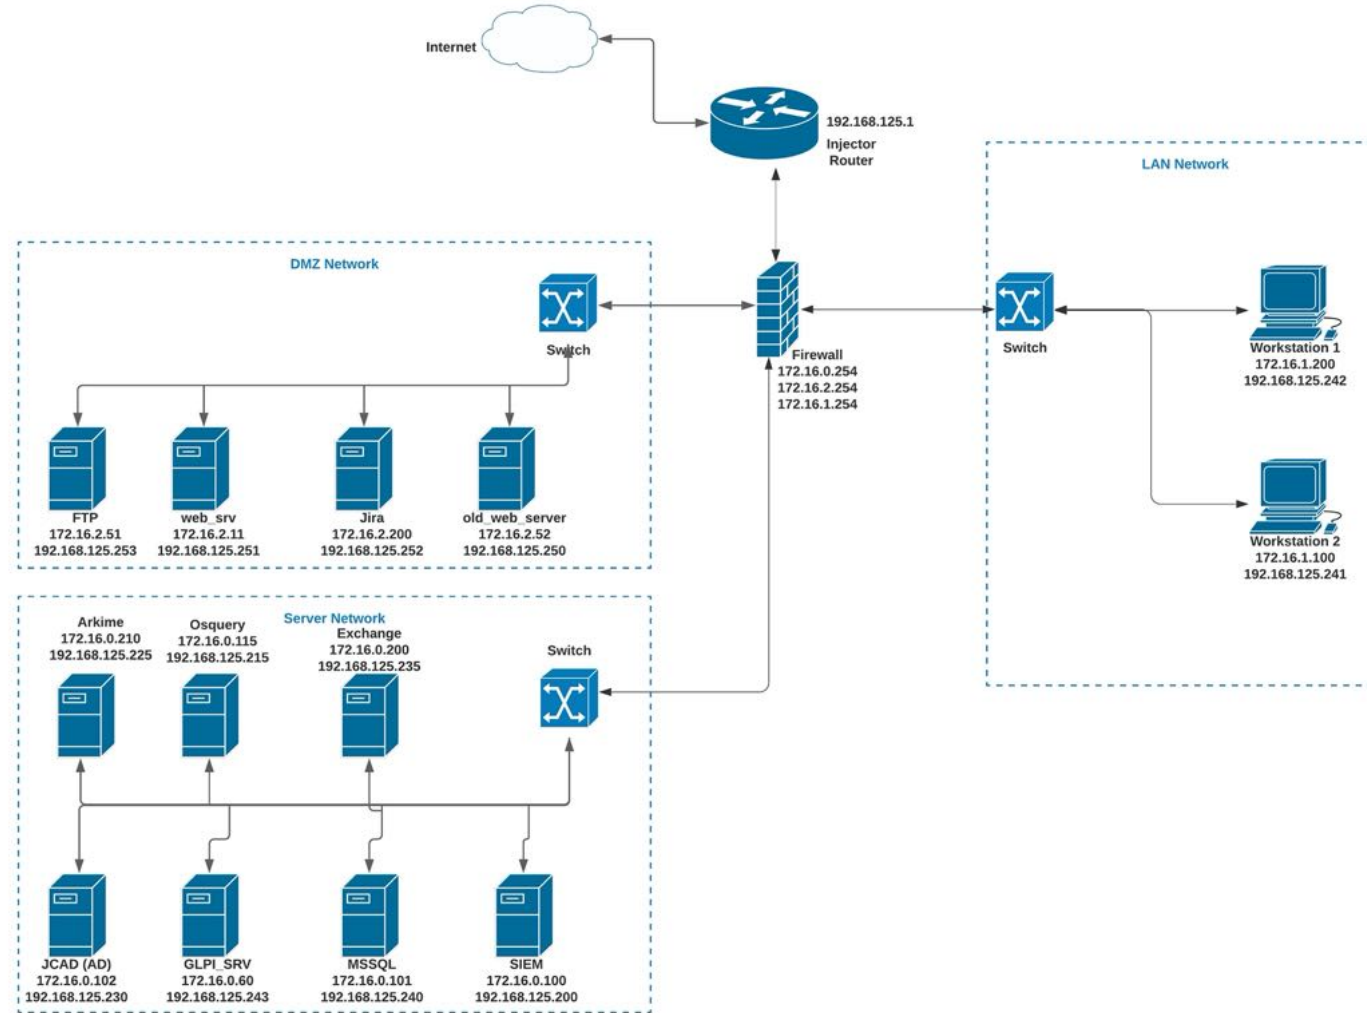 Internet
192.168.125.1
Injector
Router
LAN Network
DMZ Network
Switch
Firewall
172.16.0.254
172.16.2.254
172.16.1.254
Switch
Workstation 1
172.16.1.200
192.168.125.242
FTP
172.16.2.51
192.168.125.253
web_srv
172.16.2.11
192.168.125.251
Jira
172.16.2.200
192.168.125.252
old_web_server
172.16.2.52
192.168.125.250
Workstation 2
172.16.1.100
192.168.125.241
Server Network
Arkime
172.16.0.210
192.168.125.225
Osquery
172.16.0.115
192.168.125.215
Exchange
172.16.0.200
192.168.125.235
Switch
JCAD (AD)
172.16.0.102
192.168.125.230
GLPI_SRV
172.16.0.60
192.168.125.243
MSSQL
172.16.0.101
192.168.125.240
SIEM
172.16.0.100
192.168.125.200